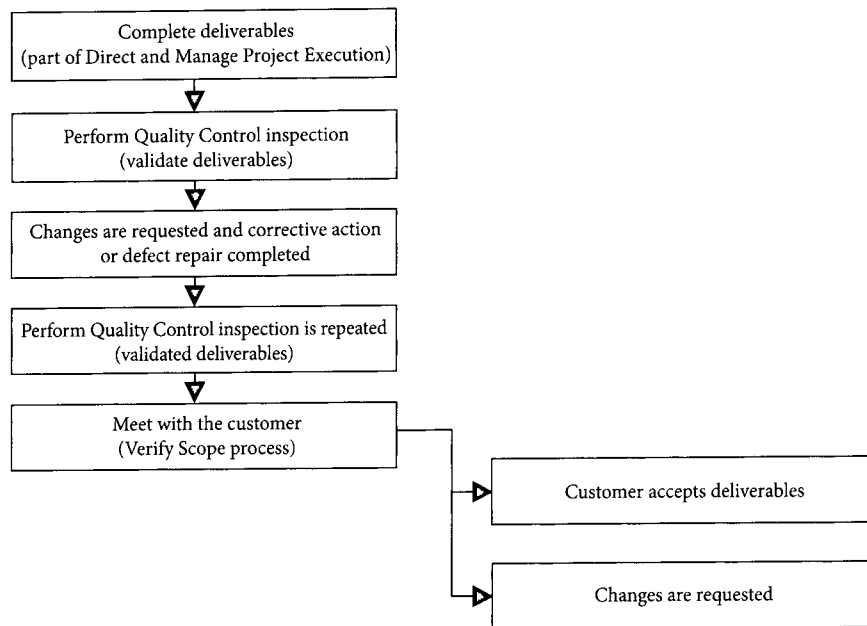 Complete deliverables
(part of Direct and Manage Project Execution)
Perform Quality Control inspection
(validate deliverables)
Changes are requested and corrective action
or defect repair completed
Perform Quality Control inspection is repeated
(validated deliverables)
Meet with the customer
(Verify Scope process)
Customer accepts deliverables
Changes are requested